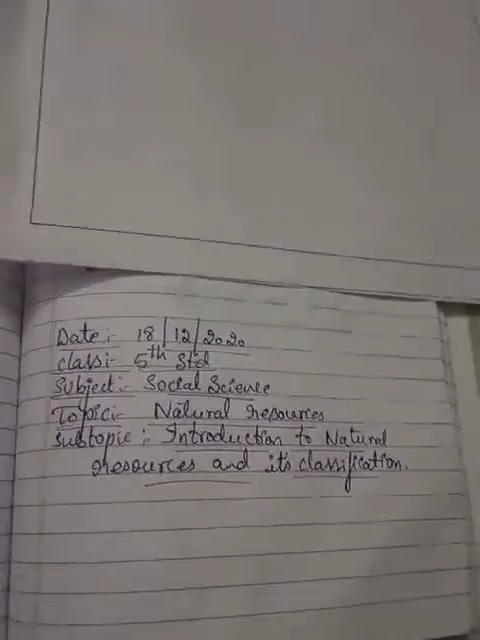 Date:- 18/12/2020
Class:- 5th Std
Subject:- Social Science
Topic:- Natural resources
Subtopic:- Introduction to Natural
resources and its classification.